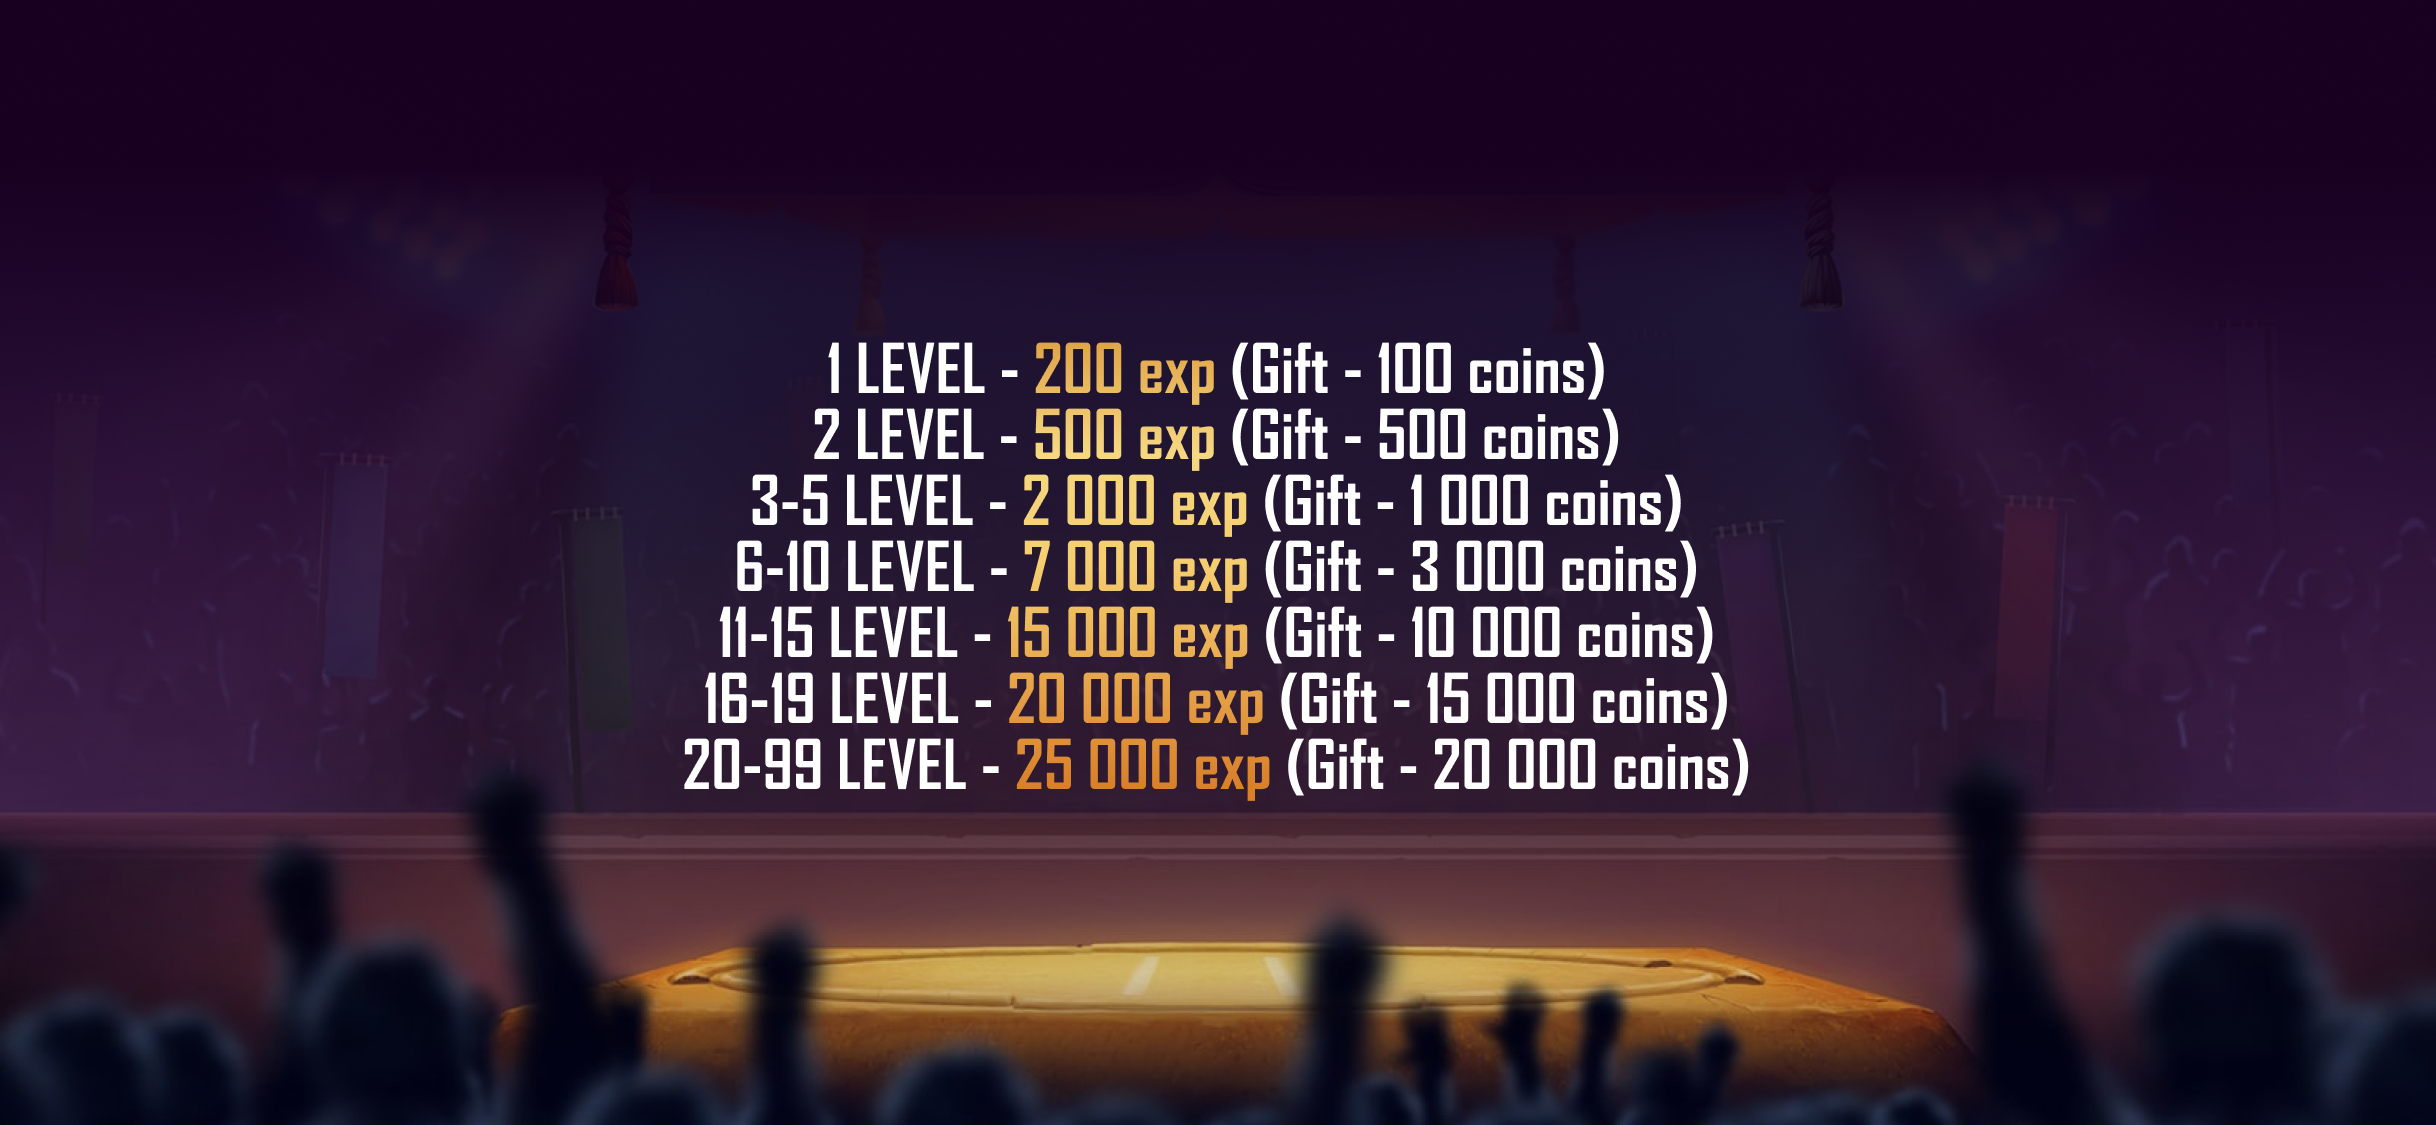 1 LEVEL - 200 exp (Gift - 100 coins)
2 LEVEL - 500 exp (Gift - 500 coins)
3-5 LEVEL - 2 000 exp (Gift - 1 000 coins)
6-10 LEVEL - 7 000 exp (Gift - 3 000 coins)
11-15 LEVEL - 15 000 exp (Gift - 10 000 coins)
16-19 LEVEL - 20 000 exp (Gift - 15 000 coins)
20-99 LEVEL - 25 000 exp (Gift - 20 000 coins)